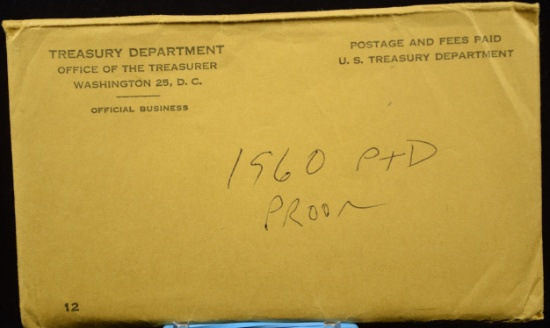 TREASURY DEPARTMENT
OFFICE OF THE TREASURER
WASHINGTON 25, D. C.
OFFICIAL BUSINESS
POSTAGE AND FEES PAID
U. S. TREASURY DEPARTMENT
1960 P+D
PROOF
12